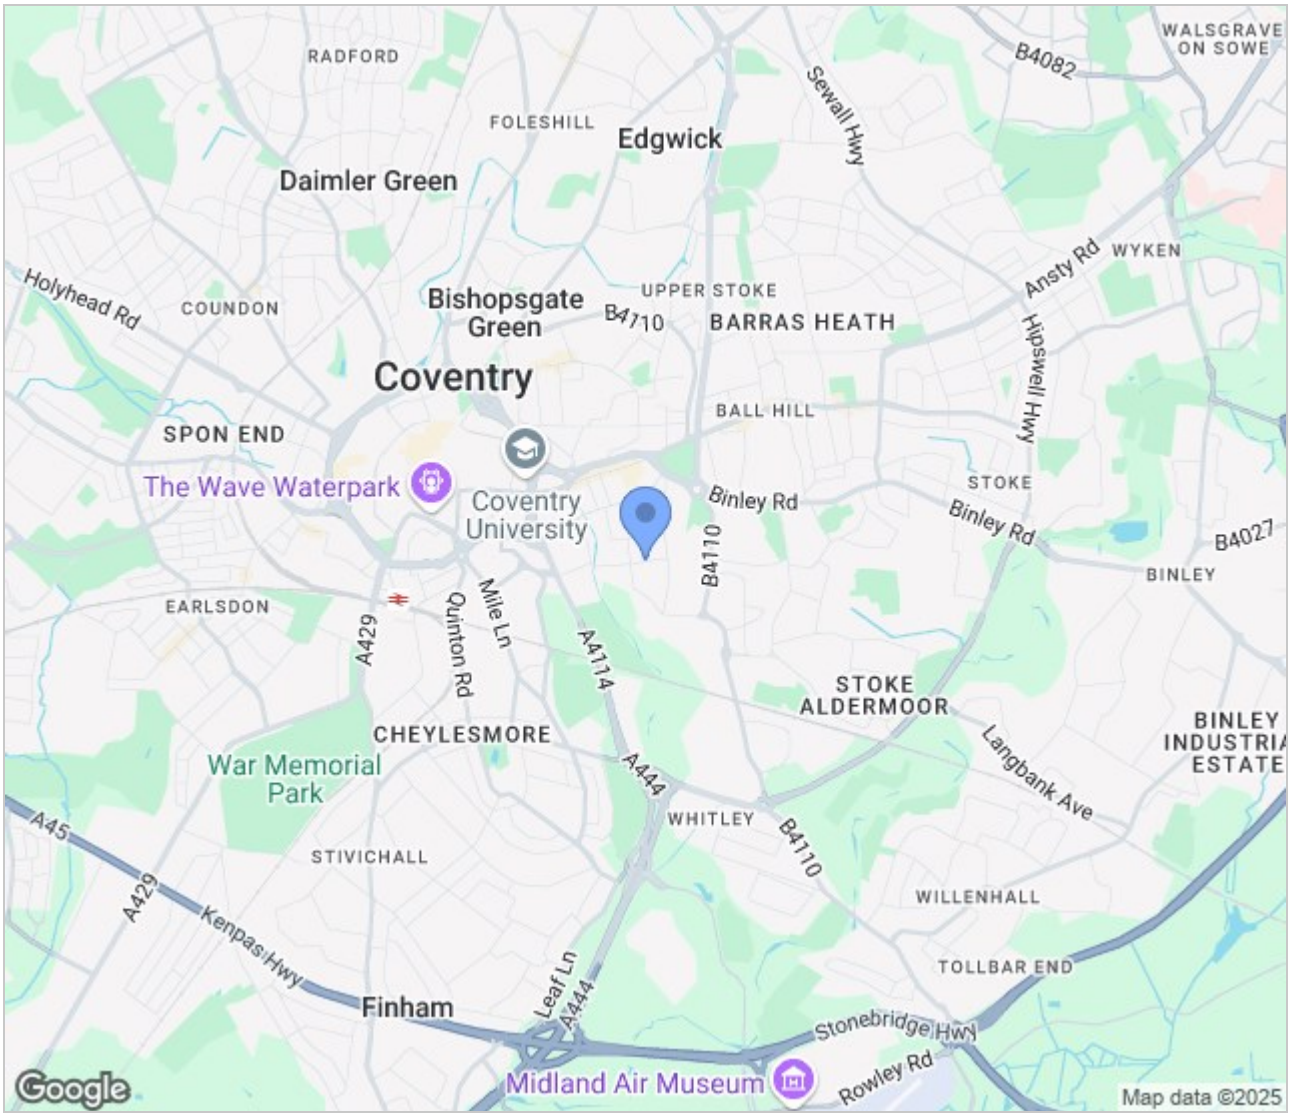 WALSGRAVE
ON SOWE
B4082
RADFORD
Sewall Hwy
FOLESHILL
Edgwick
Daimler Green
WYKEN
Ansty Rd
Holyhead Rd
COUNDON
Bishopsgate
Green
UPPER STOKE
B4110
BARRAS HEATH
Hipswell Hwy
Coventry
BALL HILL
SPON END
The Wave Waterpark
Coventry
University
STOKE
Binley Rd
Binley Rd
B4027
B4110
BINLEY
EARLSDON
A429
Quinton Rd
Mile Ln
A4114
STOKE
ALDERMOOR
CHEYLESMORE
BINLEY
INDUSTRIA
ESTATE
Langbank Ave
War Memorial
Park
A444
WHITLEY
B4110
A45
STIVICHALL
A429
WILLENHALL
Kenpas Hwy
TOLLBAR END
Leaf Ln
A444
Finham
Stonebridge Hwy
Midland Air Museum
Rowley Rd
Google
Map data ©2025